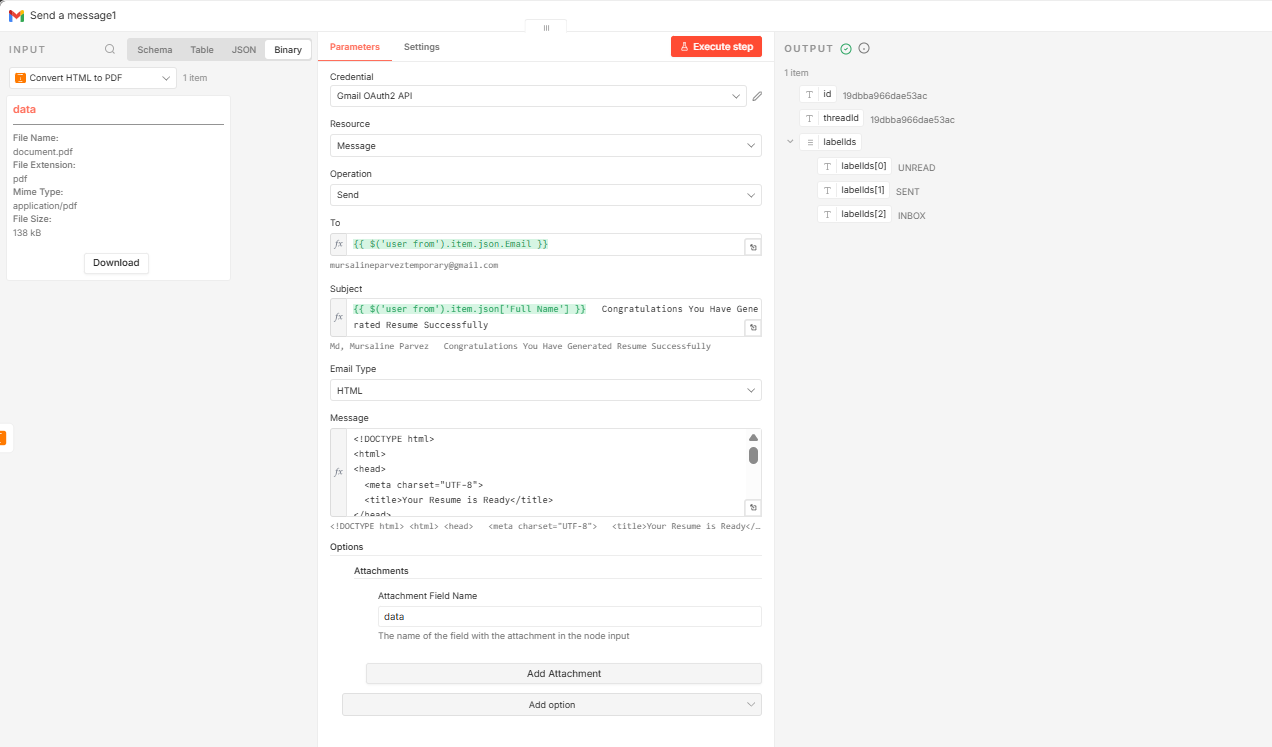 Send a message1
INPUT
Schema
Table
JSON
Binary
Convert HTML to PDF
1 item
data
File Name:
document.pdf
File Extension:
pdf
Mime Type:
application/pdf
File Size:
138 kB
Download
Parameters
Settings
Execute step
Credential
Gmail OAuth2 API
Resource
Message
Operation
Send
To
fx
{{ $('user from').item.json.Email }}
mursalineparveztemporary@gmail.com
Subject
fx
{{ $('user from').item.json['Full Name'] }} Congratulations You Have Gene
rated Resume Successfully
Md, Mursaline Parvez Congratulations You Have Generated Resume Successfully
Email Type
HTML
Message
fx
<!DOCTYPE html>
<html>
<head>
<meta charset="UTF-8">
<title>Your Resume is Ready</title>
</head>
<!DOCTYPE html> <html> <head> <meta charset="UTF-8"> <title>Your Resume is Ready</…
Options
Attachments
Attachment Field Name
data
The name of the field with the attachment in the node input
Add Attachment
Add option
OUTPUT
1 item
T id 19dbba966dae53ac
T threadId 19dbba966dae53ac
labelIds
T labelIds[0] UNREAD
T labelIds[1] SENT
T labelIds[2] INBOX